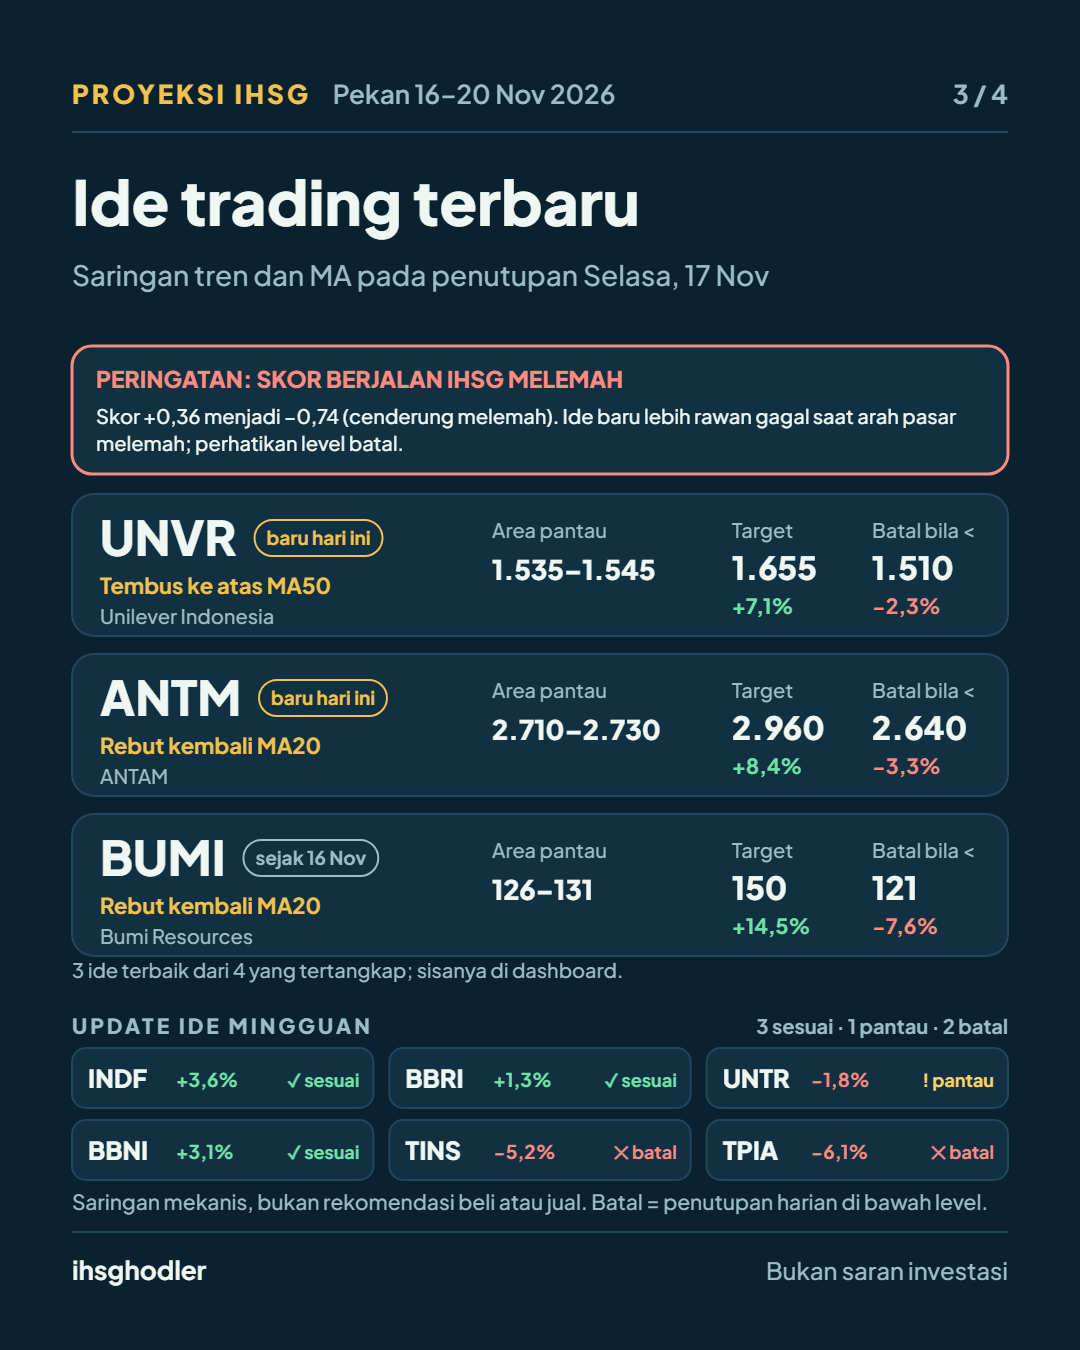 PROYEKSI IHSG Pekan 16–20 Nov 2026 3 / 4
Ide trading terbaru
Saringan tren dan MA pada penutupan Selasa, 17 Nov
PERINGATAN: SKOR BERJALAN IHSG MELEMAH
Skor +0,36 menjadi −0,74 (cenderung melemah). Ide baru lebih rawan gagal saat arah pasar
melemah; perhatikan level batal.
UNVR baru hari ini
Tembus ke atas MA50
Unilever Indonesia
Area pantau
1.535–1.545
Target
1.655
+7,1%
Batal bila <
1.510
−2,3%
ANTM baru hari ini
Rebut kembali MA20
ANTAM
Area pantau
2.710–2.730
Target
2.960
+8,4%
Batal bila <
2.640
−3,3%
BUMI sejak 16 Nov
Rebut kembali MA20
Bumi Resources
Area pantau
126–131
Target
150
+14,5%
Batal bila <
121
−7,6%
3 ide terbaik dari 4 yang tertangkap; sisanya di dashboard.
UPDATE IDE MINGGUAN 3 sesuai · 1 pantau · 2 batal
INDF +3,6% ✓ sesuai
BBRI +1,3% ✓ sesuai
UNTR −1,8% ! pantau
BBNI +3,1% ✓ sesuai
TINS −5,2% ✕ batal
TPIA −6,1% ✕ batal
Saringan mekanis, bukan rekomendasi beli atau jual. Batal = penutupan harian di bawah level.
ihsghodler Bukan saran investasi